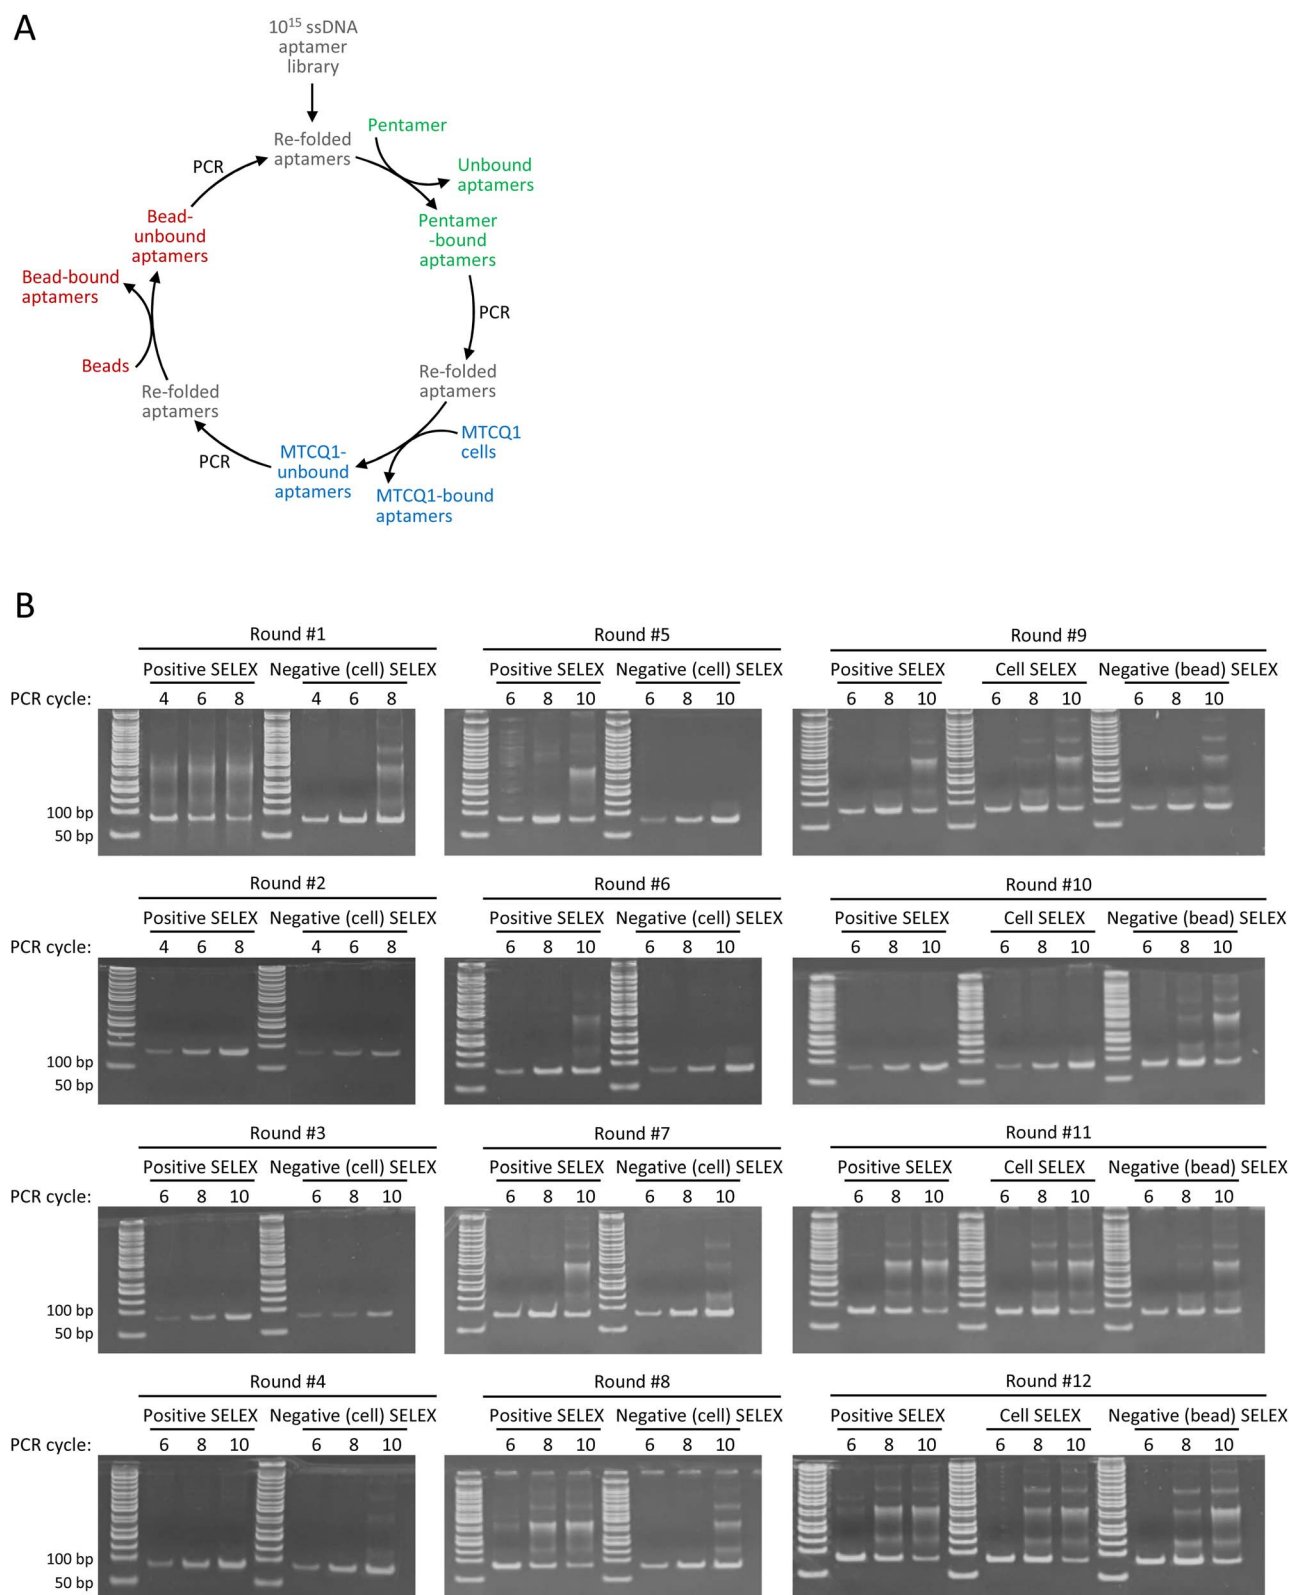 A
10¹⁵ ssDNA
aptamer
library
Re-folded
aptamers
Pentamer
Unbound
aptamers
Pentamer
-bound
aptamers
PCR
Re-folded
aptamers
MTCQ1
cells
MTCQ1-bound
aptamers
MTCQ1-
unbound
aptamers
PCR
Re-folded
aptamers
Beads
Bead-bound
aptamers
Bead-
unbound
aptamers
PCR
B
Round #1
Positive SELEX Negative (cell) SELEX
PCR cycle: 4 6 8 4 6 8
100 bp
50 bp
Round #5
Positive SELEX Negative (cell) SELEX
6 8 10 6 8 10
Round #9
Positive SELEX Cell SELEX Negative (bead) SELEX
6 8 10 6 8 10 6 8 10
Round #2
Positive SELEX Negative (cell) SELEX
PCR cycle: 4 6 8 4 6 8
100 bp
50 bp
Round #6
Positive SELEX Negative (cell) SELEX
6 8 10 6 8 10
Round #10
Positive SELEX Cell SELEX Negative (bead) SELEX
6 8 10 6 8 10 6 8 10
Round #3
Positive SELEX Negative (cell) SELEX
PCR cycle: 6 8 10 6 8 10
100 bp
50 bp
Round #7
Positive SELEX Negative (cell) SELEX
6 8 10 6 8 10
Round #11
Positive SELEX Cell SELEX Negative (bead) SELEX
6 8 10 6 8 10 6 8 10
Round #4
Positive SELEX Negative (cell) SELEX
PCR cycle: 6 8 10 6 8 10
100 bp
50 bp
Round #8
Positive SELEX Negative (cell) SELEX
6 8 10 6 8 10
Round #12
Positive SELEX Cell SELEX Negative (bead) SELEX
6 8 10 6 8 10 6 8 10